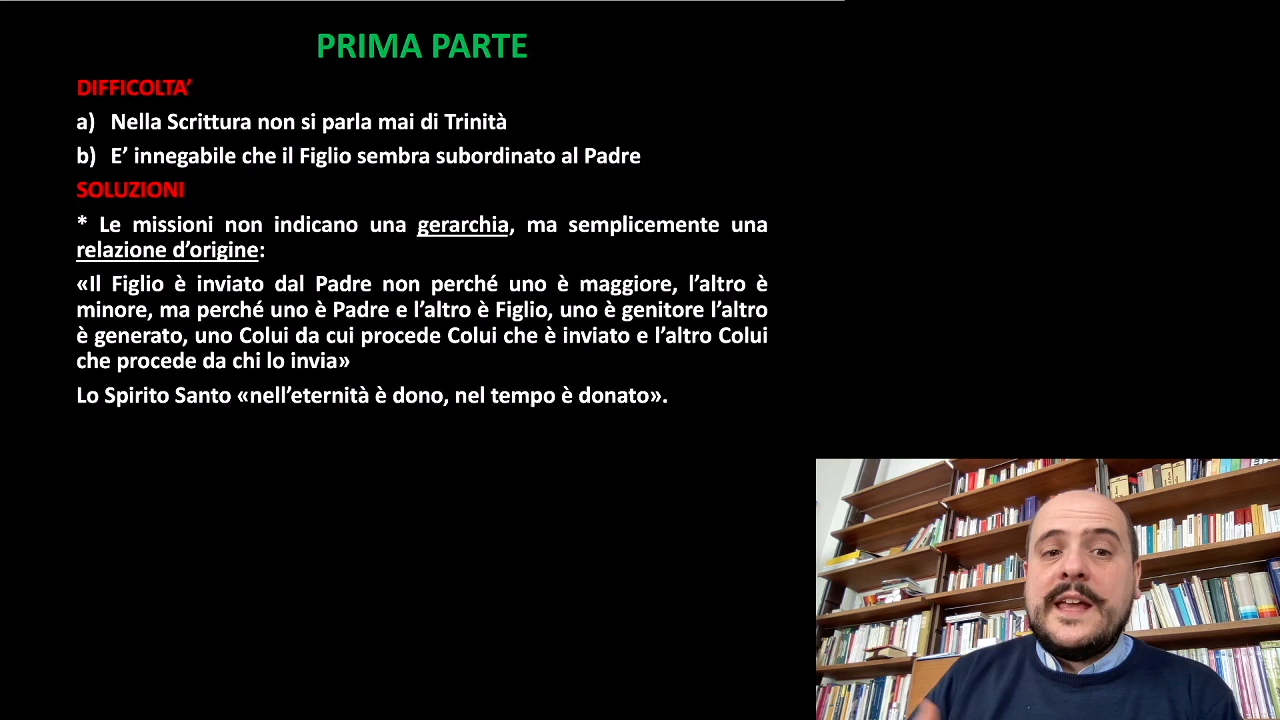 PRIMA PARTE
DIFFICOLTA’
a) Nella Scrittura non si parla mai di Trinità
b) E’ innegabile che il Figlio sembra subordinato al Padre
SOLUZIONI
* Le missioni non indicano una gerarchia, ma semplicemente una
relazione d’origine:
«Il Figlio è inviato dal Padre non perché uno è maggiore, l’altro è
minore, ma perché uno è Padre e l’altro è Figlio, uno è genitore l’altro
è generato, uno Colui da cui procede Colui che è inviato e l’altro Colui
che procede da chi lo invia»
Lo Spirito Santo «nell’eternità è dono, nel tempo è donato».